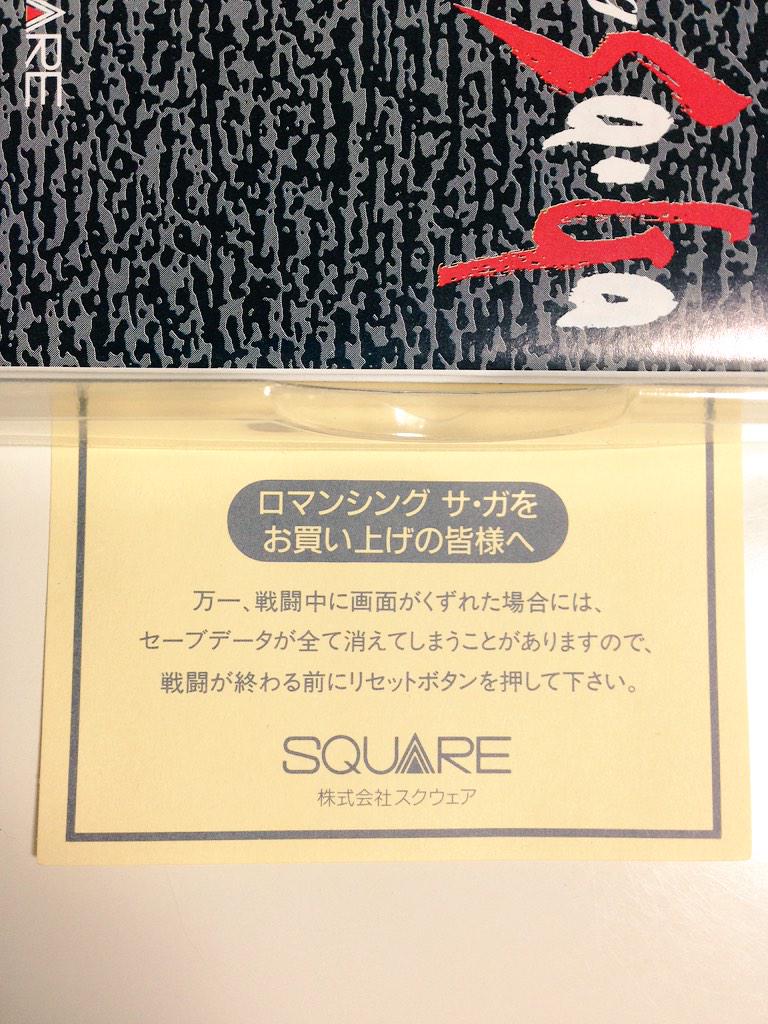 ARE
Sa・Ga
ロマンシング サ・ガを
お買い上げの皆様へ
万一、戦闘中に画面がくずれた場合には、
セーブデータが全て消えてしまうことがありますので、
戦闘が終わる前にリセットボタンを押して下さい。
SQUARE
株式会社スクウェア